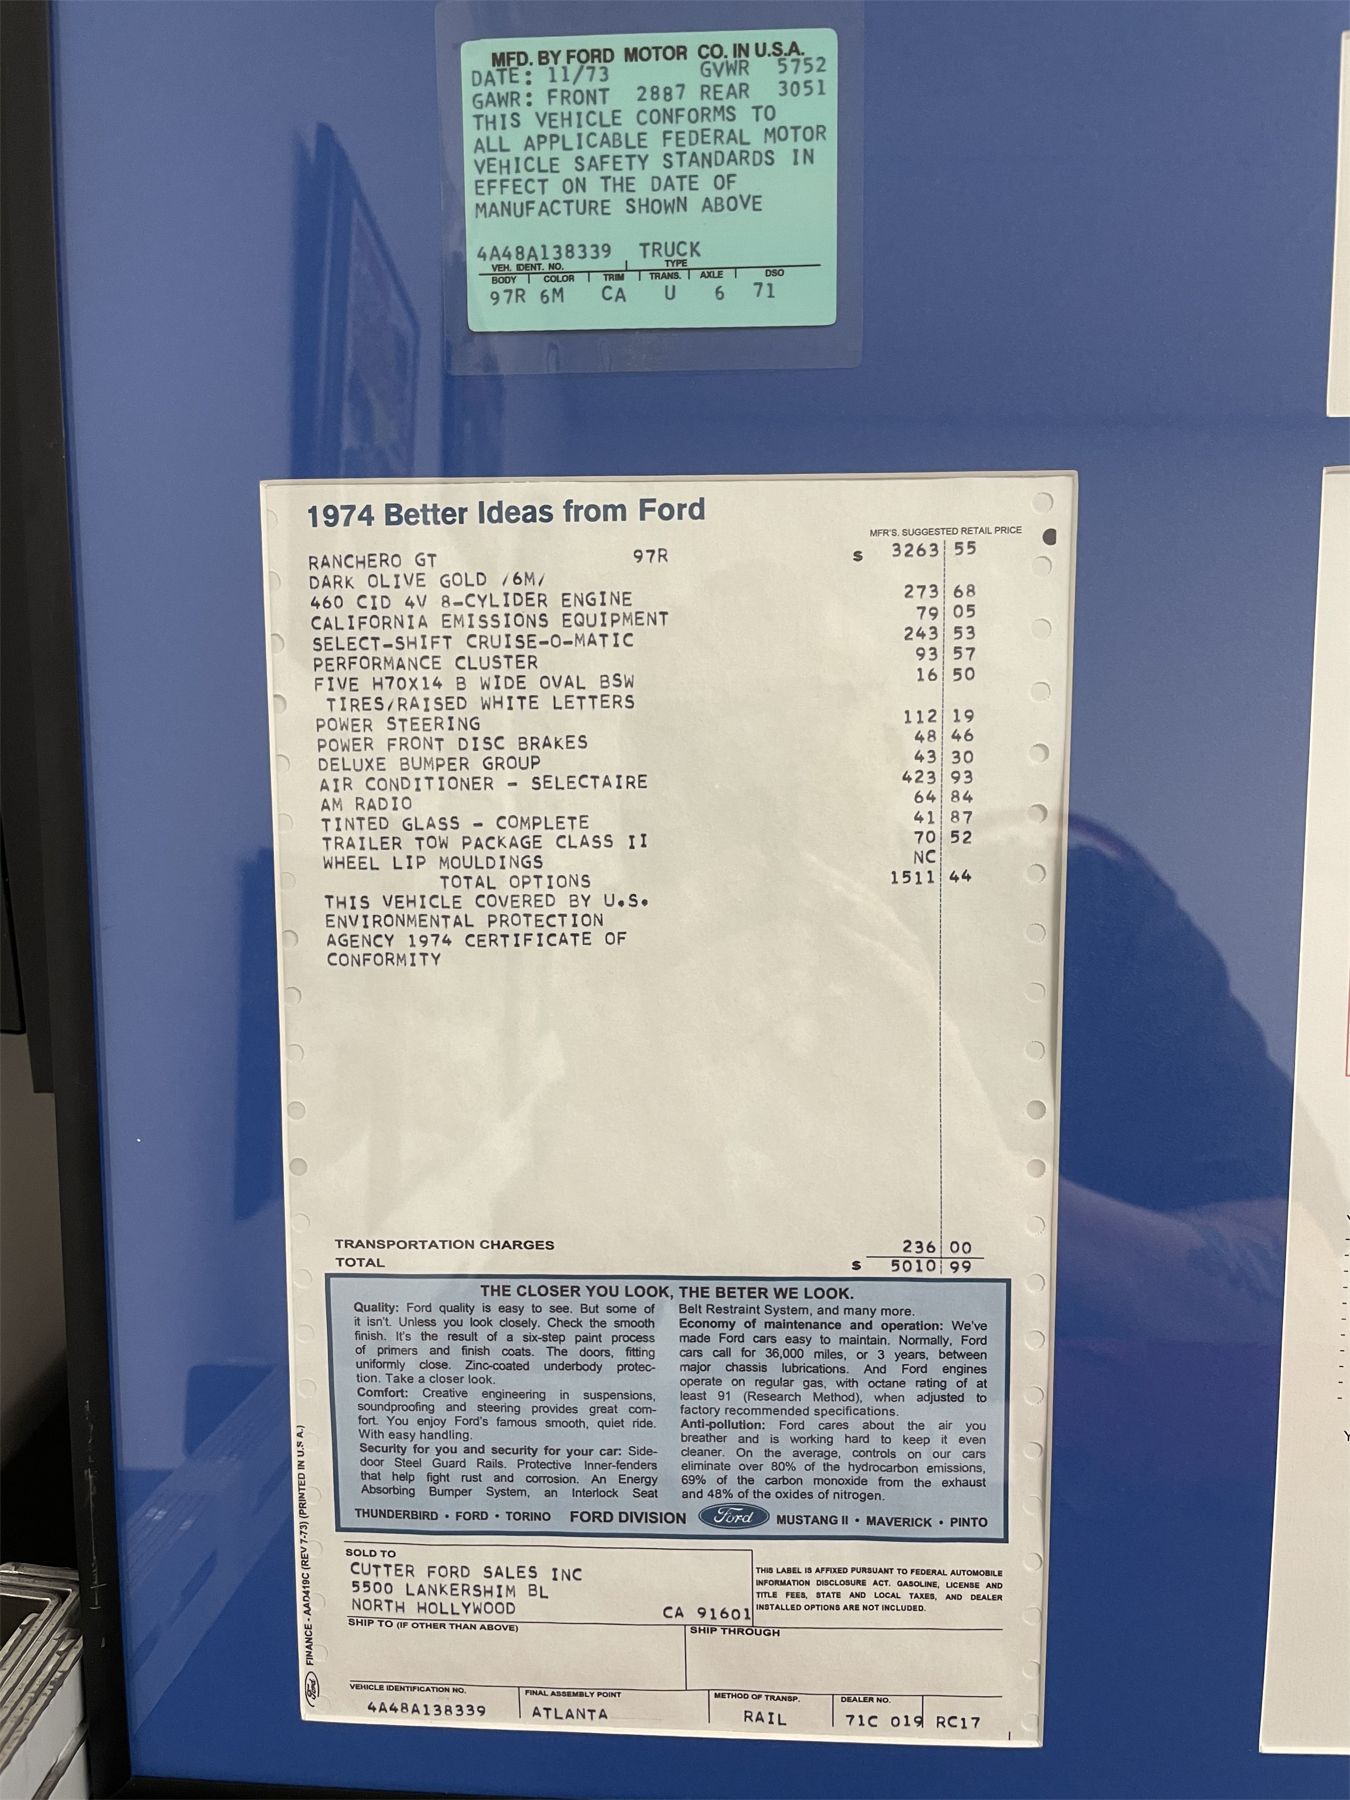 MFD. BY FORD MOTOR CO. IN U.S.A.
DATE: 11/73 GVWR 5752
GAWR: FRONT 2887 REAR 3051
THIS VEHICLE CONFORMS TO
ALL APPLICABLE FEDERAL MOTOR
VEHICLE SAFETY STANDARDS IN
EFFECT ON THE DATE OF
MANUFACTURE SHOWN ABOVE
4A48A138339 TRUCK
VEH. IDENT. NO. TYPE
BODY COLOR TRIM TRANS. AXLE DSO
97R 6M CA U 6 71
1974 Better Ideas from Ford
MFR'S. SUGGESTED RETAIL PRICE
RANCHERO GT 97R $ 3263 55
DARK OLIVE GOLD /6M/
460 CID 4V 8-CYLIDER ENGINE 273 68
CALIFORNIA EMISSIONS EQUIPMENT 79 05
SELECT-SHIFT CRUISE-O-MATIC 243 53
PERFORMANCE CLUSTER 93 57
FIVE H70X14 B WIDE OVAL BSW 16 50
TIRES/RAISED WHITE LETTERS
POWER STEERING 112 19
POWER FRONT DISC BRAKES 48 46
DELUXE BUMPER GROUP 43 30
AIR CONDITIONER - SELECTAIRE 423 93
AM RADIO 64 84
TINTED GLASS - COMPLETE 41 87
TRAILER TOW PACKAGE CLASS II 70 52
WHEEL LIP MOULDINGS NC
TOTAL OPTIONS 1511 44
THIS VEHICLE COVERED BY U.S.
ENVIRONMENTAL PROTECTION
AGENCY 1974 CERTIFICATE OF
CONFORMITY
TRANSPORTATION CHARGES 236 00
TOTAL $ 5010 99
THE CLOSER YOU LOOK, THE BETER WE LOOK.
Quality: Ford quality is easy to see. But some of
it isn't. Unless you look closely. Check the smooth
finish. It's the result of a six-step paint process
of primers and finish coats. The doors, fitting
uniformly close. Zinc-coated underbody protec-
tion. Take a closer look.
Comfort: Creative engineering in suspensions,
soundproofing and steering provides great com-
fort. You enjoy Ford's famous smooth, quiet ride.
With easy handling.
Security for you and security for your car: Side-
door Steel Guard Rails. Protective Inner-fenders
that help fight rust and corrosion. An Energy
Absorbing Bumper System, an Interlock Seat
Belt Restraint System, and many more.
Economy of maintenance and operation: We've
made Ford cars easy to maintain. Normally, Ford
cars call for 36,000 miles, or 3 years, between
major chassis lubrications. And Ford engines
operate on regular gas, with octane rating of at
least 91 (Research Method), when adjusted to
factory recommended specifications.
Anti-pollution: Ford cares about the air you
breather and is working hard to keep it even
cleaner. On the average, controls on our cars
eliminate over 80% of the hydrocarbon emissions,
69% of the carbon monoxide from the exhaust
and 48% of the oxides of nitrogen.
THUNDERBIRD • FORD • TORINO FORD DIVISION Ford MUSTANG II • MAVERICK • PINTO
Ford FINANCE - AAD419C (REV 7-73) (PRINTED IN U.S.A.)
SOLD TO
CUTTER FORD SALES INC
5500 LANKERSHIM BL
NORTH HOLLYWOOD CA 91601
THIS LABEL IS AFFIXED PURSUANT TO FEDERAL AUTOMOBILE
INFORMATION DISCLOSURE ACT. GASOLINE, LICENSE AND
TITLE FEES, STATE AND LOCAL TAXES, AND DEALER
INSTALLED OPTIONS ARE NOT INCLUDED.
SHIP TO (IF OTHER THAN ABOVE) SHIP THROUGH
VEHICLE IDENTIFICATION NO. FINAL ASSEMBLY POINT METHOD OF TRANSP. DEALER NO.
4A48A138339 ATLANTA RAIL 71C 019 RC17